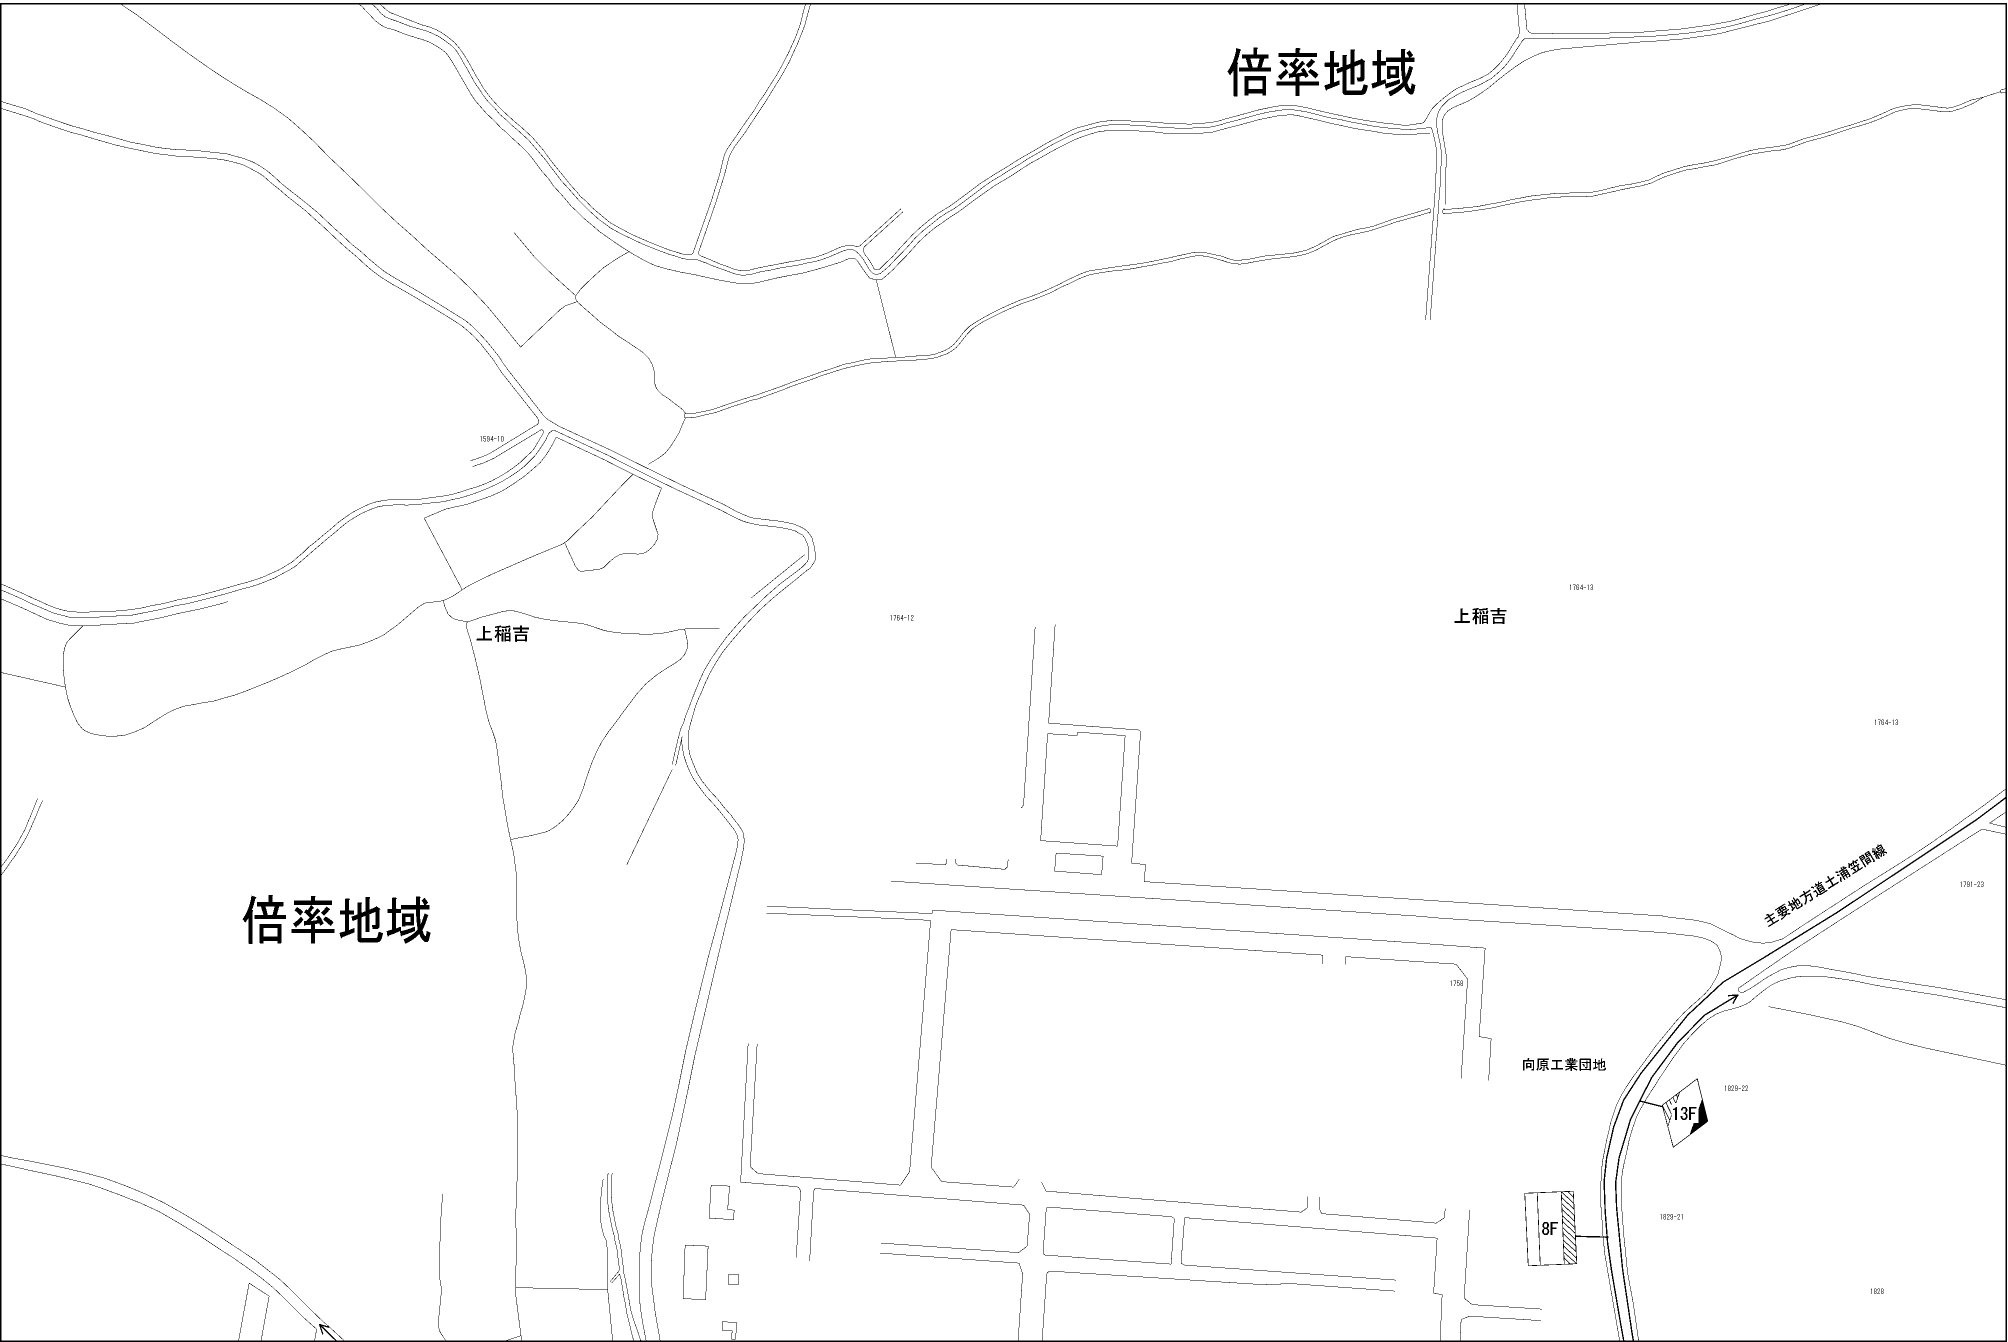 倍率地域
1594-10
1764-13
1764-12
上稲吉
上稲吉
1764-13
主要地方道土浦笠間線
1791-23
倍率地域
1758
向原工業団地
1829-22
13F
1829-21
8F
1828